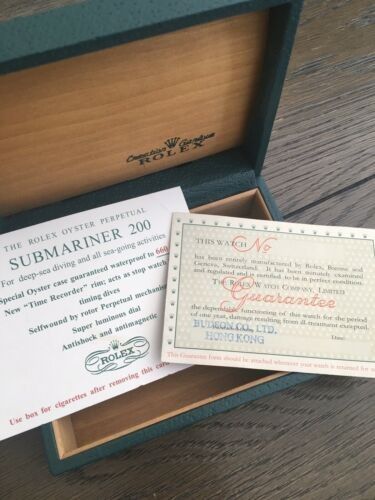 Genève
ROLEX
THE ROLEX OYSTER PERPETUAL
SUBMARINER 200
For deep-sea diving and all sea-going activities
Special Oyster case guaranteed waterproof to 660
New "Time Recorder" rim; acts as stop watch
timing dives
Selfwound by rotor Perpetual mechanism
Super luminous dial
Antishock and antimagnetic
ROLEX
Use box for cigarettes after removing this card
THIS WATCH No
has been entirely manufactured by Rolex, Bienne and
Geneva, Switzerland. It has been minutely examined
and regulated and is certified to be in perfect condition.
THE ROLEX WATCH COMPANY, LIMITED
Guarantee
the dependable functioning of this watch for the period
of one year, damage resulting from ill-treatment excepted.
CO., LTD.
HONG KONG
Date:
This Guarantee form should be attached whenever your watch is returned for